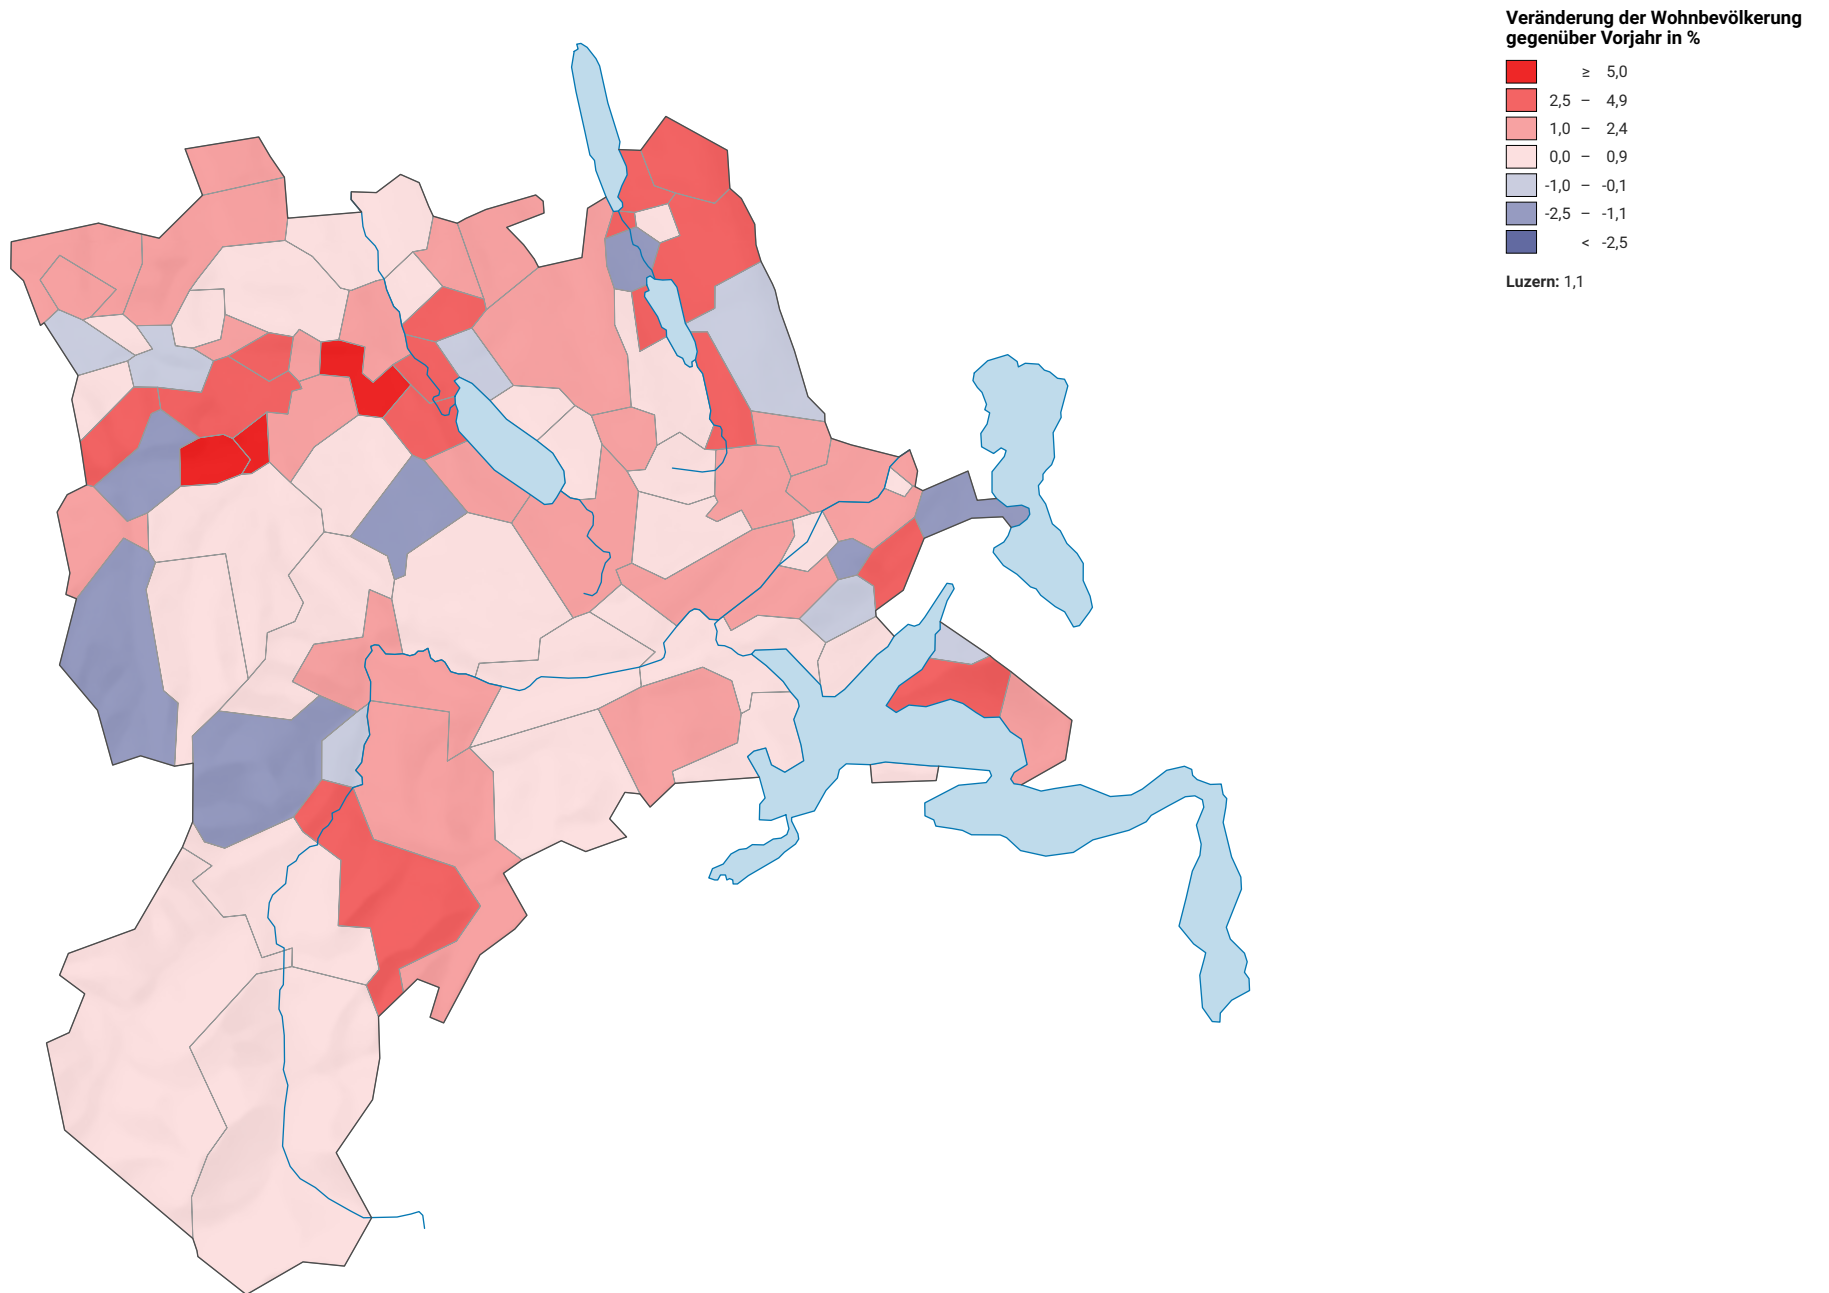 Veränderung der Wohnbevölkerung
gegenüber Vorjahr in %
≥ 5,0
2,5 – 4,9
1,0 – 2,4
0,0 – 0,9
-1,0 – -0,1
-2,5 – -1,1
< -2,5
Luzern: 1,1